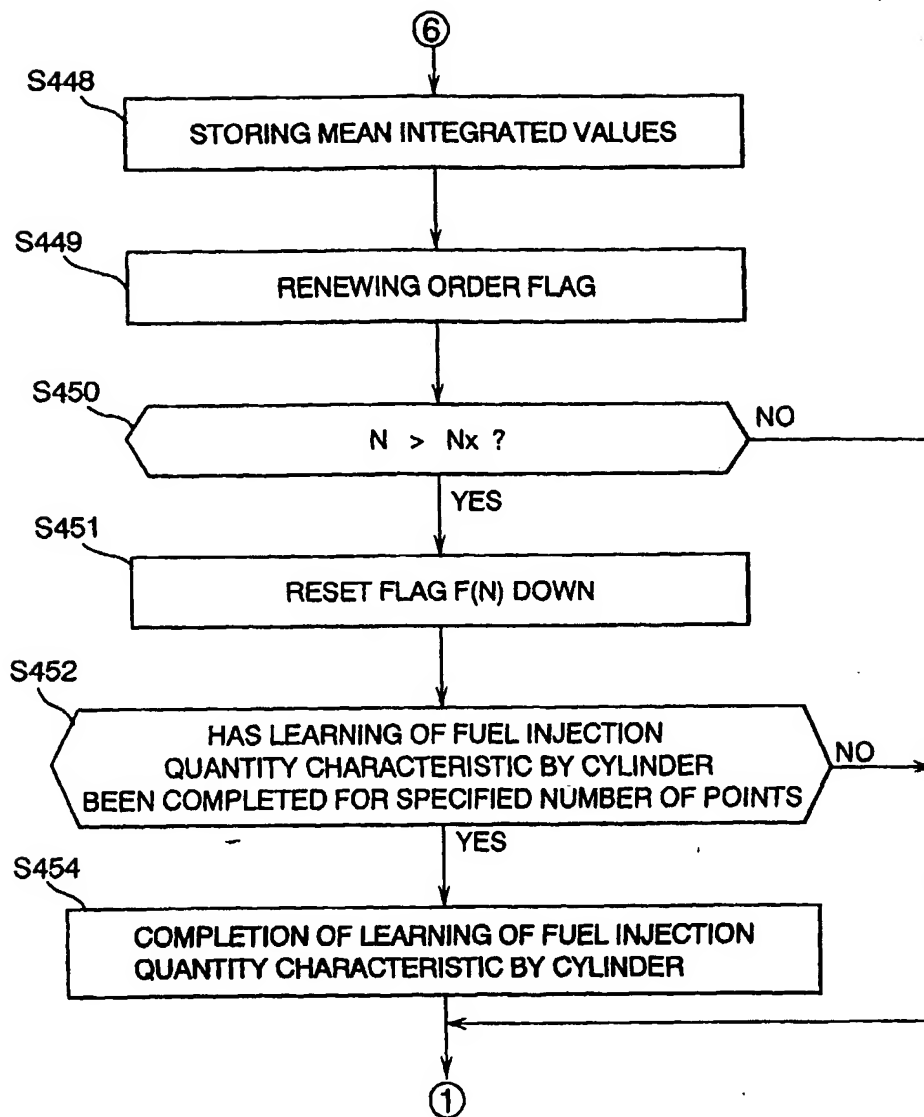 ⑥
S448
STORING MEAN INTEGRATED VALUES
S449
RENEWING ORDER FLAG
S450
N > Nx ?
NO
YES
S451
RESET FLAG F(N) DOWN
S452
HAS LEARNING OF FUEL INJECTION
QUANTITY CHARACTERISTIC BY CYLINDER
BEEN COMPLETED FOR SPECIFIED NUMBER OF POINTS
NO
YES
S454
COMPLETION OF LEARNING OF FUEL INJECTION
QUANTITY CHARACTERISTIC BY CYLINDER
①